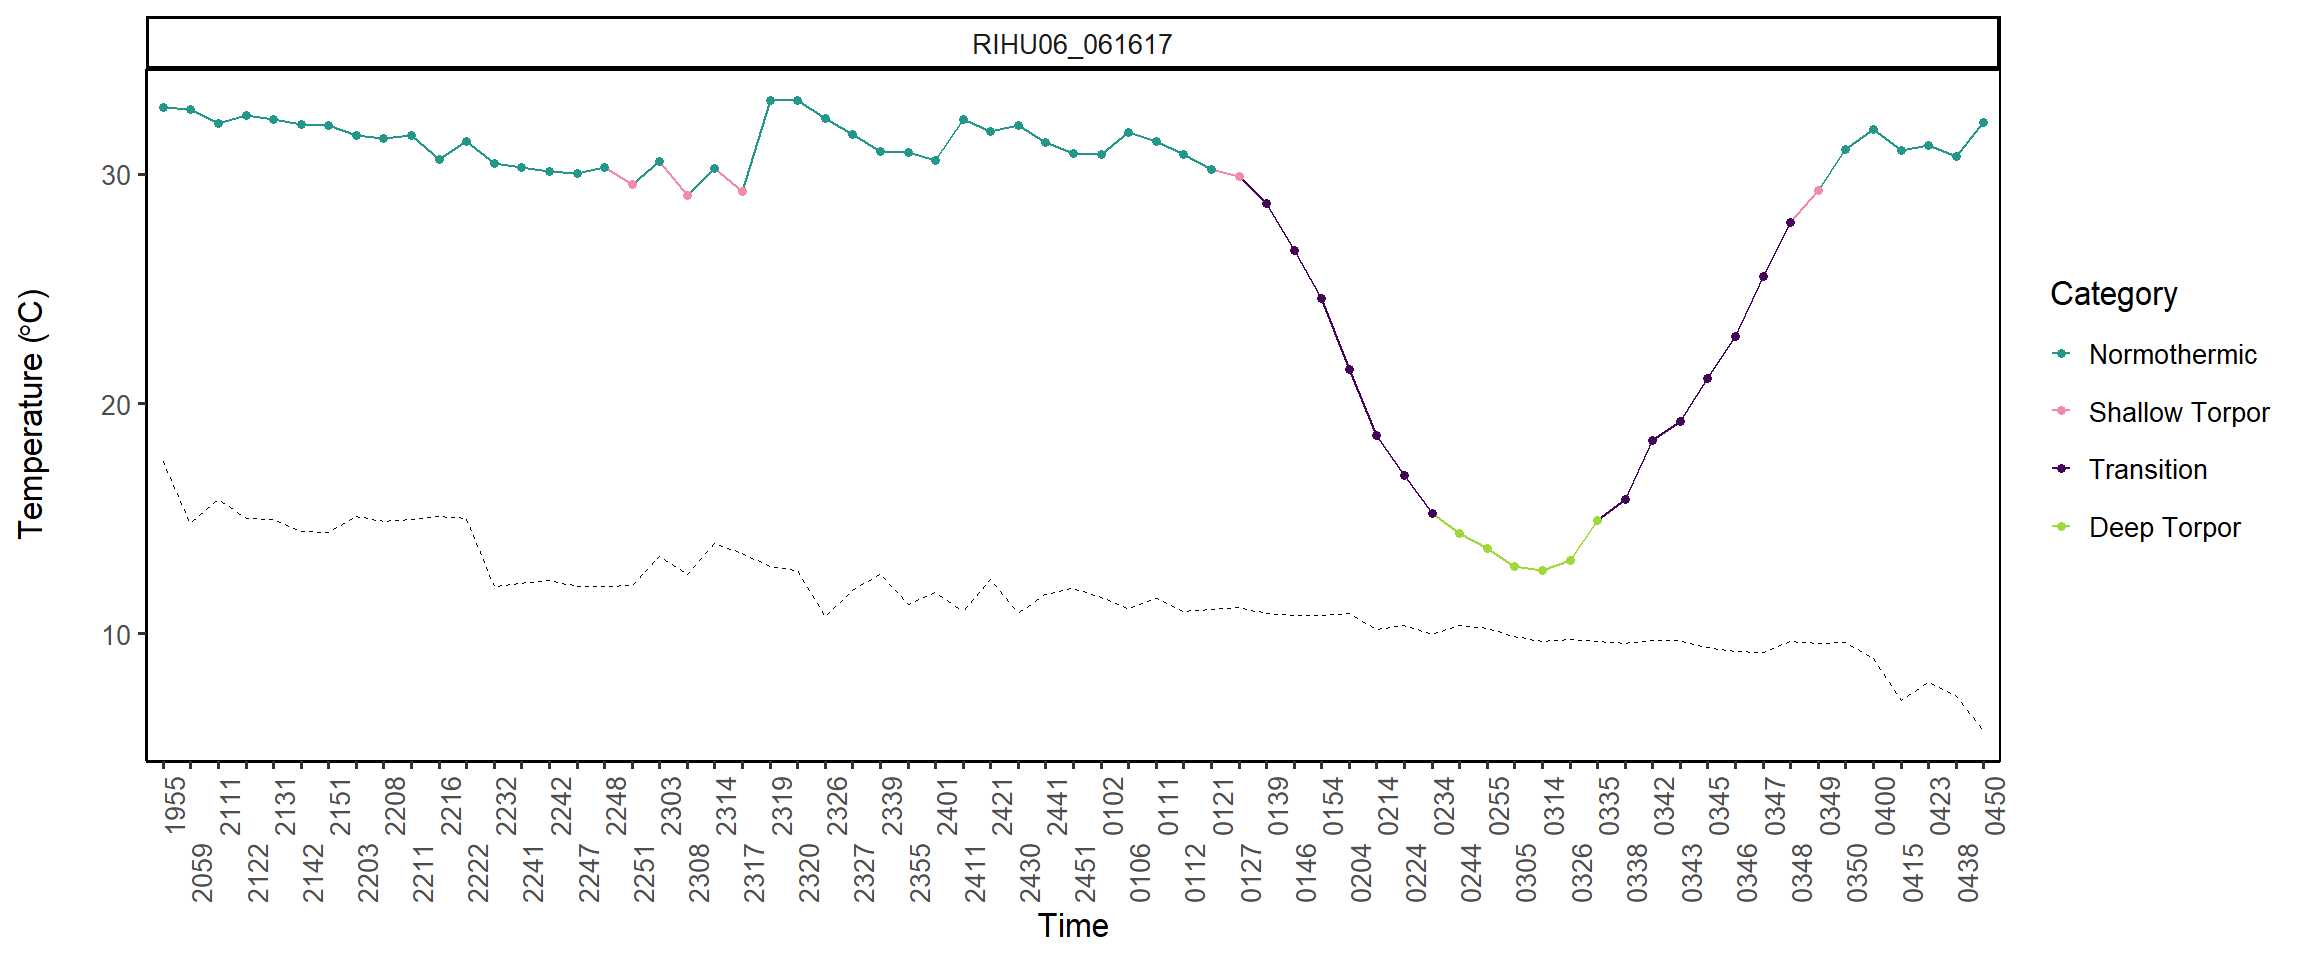 RIHU06_061617
Temperature (°C)
30
20
10
1955 2111 2131 2151 2208 2216 2232 2242 2248 2303 2314 2319 2326 2339 2401 2421 2441 0102 0111 0121 0139 0154 0214 0234 0255 0314 0335 0342 0345 0347 0349 0400 0423 0450
2059 2122 2142 2203 2211 2222 2241 2247 2251 2308 2317 2320 2327 2355 2411 2430 2451 0106 0112 0127 0146 0204 0224 0244 0305 0326 0338 0343 0346 0348 0350 0415 0438
Time
Category
Normothermic
Shallow Torpor
Transition
Deep Torpor